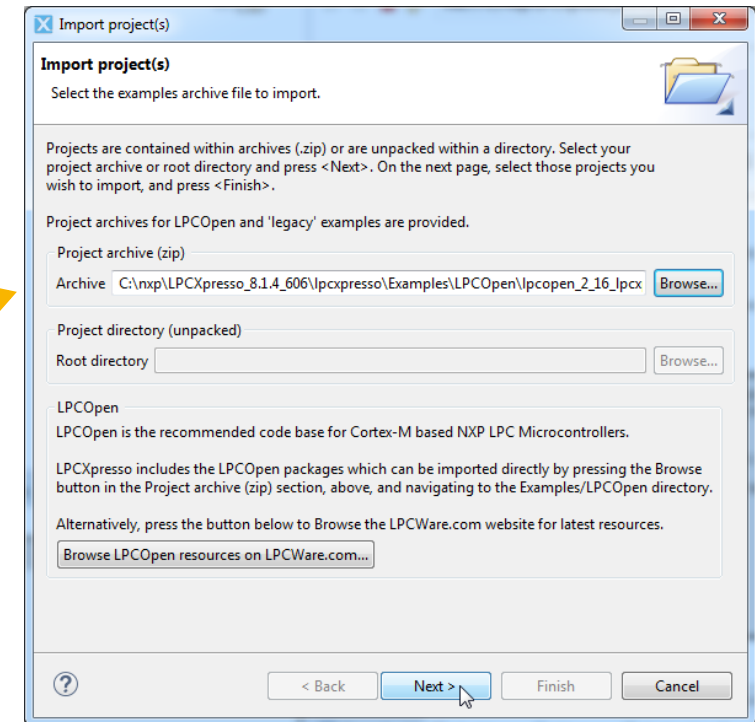 Import project(s)
Import project(s)
Select the examples archive file to import.
Projects are contained within archives (.zip) or are unpacked within a directory. Select your
project archive or root directory and press <Next>. On the next page, select those projects you
wish to import, and press <Finish>.
Project archives for LPCOpen and 'legacy' examples are provided.
Project archive (zip)
Archive C:\nxp\LPCXpresso_8.1.4_606\lpcxpresso\Examples\LPCOpen\lpcopen_2_16_lpcx Browse...
Project directory (unpacked)
Root directory Browse...
LPCOpen
LPCOpen is the recommended code base for Cortex-M based NXP LPC Microcontrollers.
LPCXpresso includes the LPCOpen packages which can be imported directly by pressing the Browse
button in the Project archive (zip) section, above, and navigating to the Examples/LPCOpen directory.
Alternatively, press the button below to Browse the LPCWare.com website for latest resources.
Browse LPCOpen resources on LPCWare.com...
? < Back Next > Finish Cancel